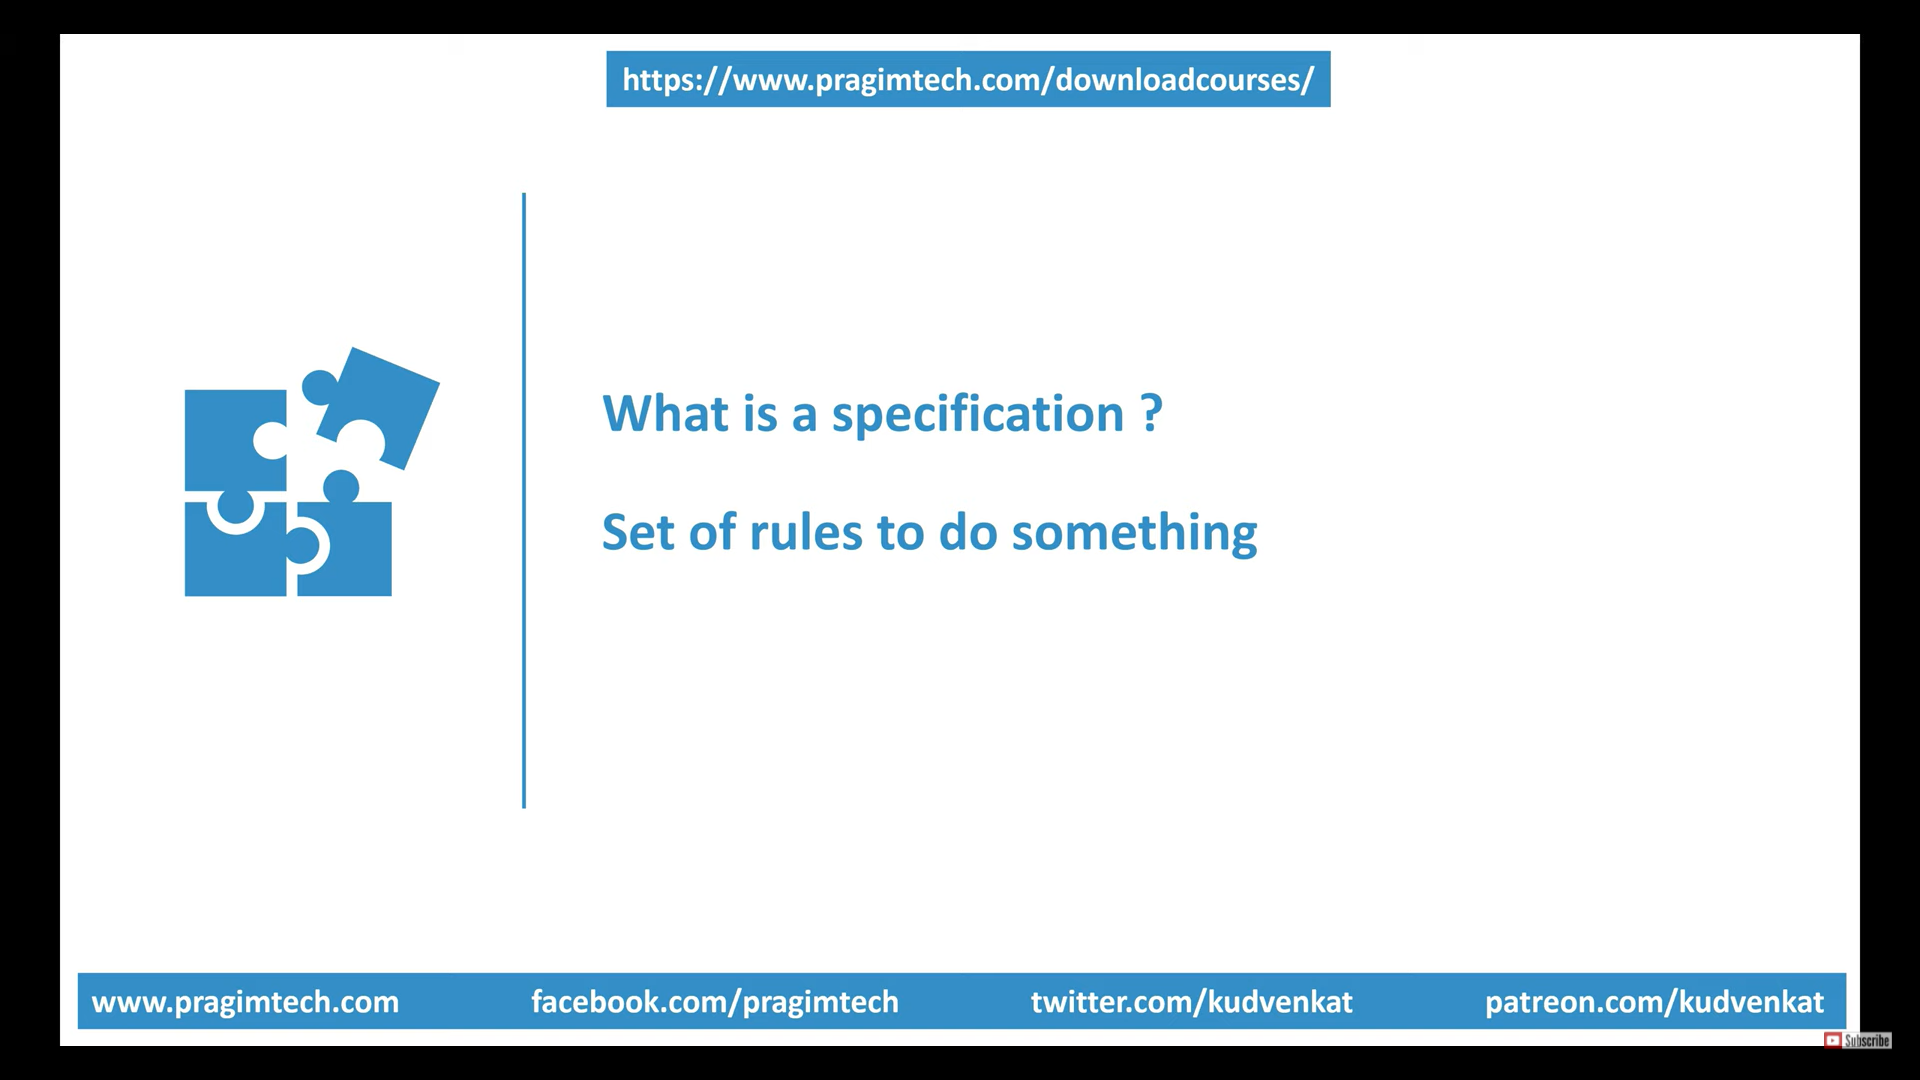 https://www.pragimtech.com/downloadcourses/
What is a specification ?
Set of rules to do something
www.pragimtech.com facebook.com/pragimtech twitter.com/kudvenkat patreon.com/kudvenkat
Subscribe